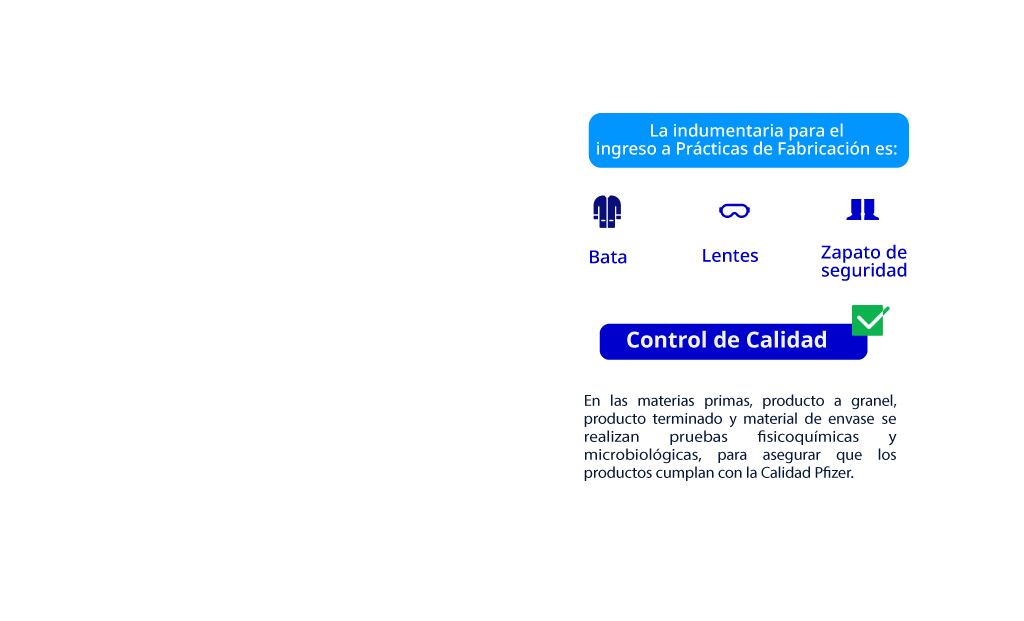 La indumentaria para el
ingreso a Prácticas de Fabricación es:
Bata
Lentes
Zapato de
seguridad
Control de Calidad
En las materias primas, producto a granel,
producto terminado y material de envase se
realizan pruebas fisicoquímicas y
microbiológicas, para asegurar que los
productos cumplan con la Calidad Pfizer.